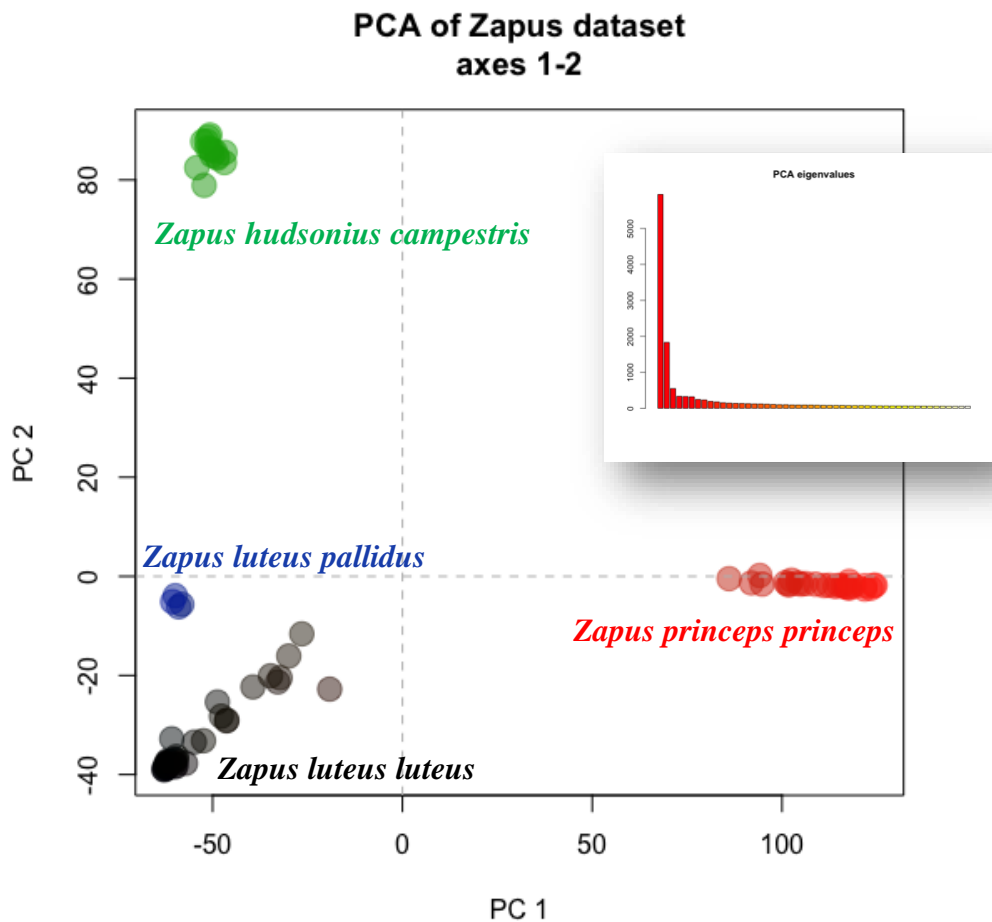 PCA of Zapus dataset
axes 1-2
80
60
40
20
0
-20
-40
PC 2
Zapus hudsonius campestris
PCA eigenvalues
5000
4000
3000
2000
1000
0
Zapus luteus pallidus
Zapus princeps princeps
Zapus luteus luteus
-50 0 50 100
PC 1